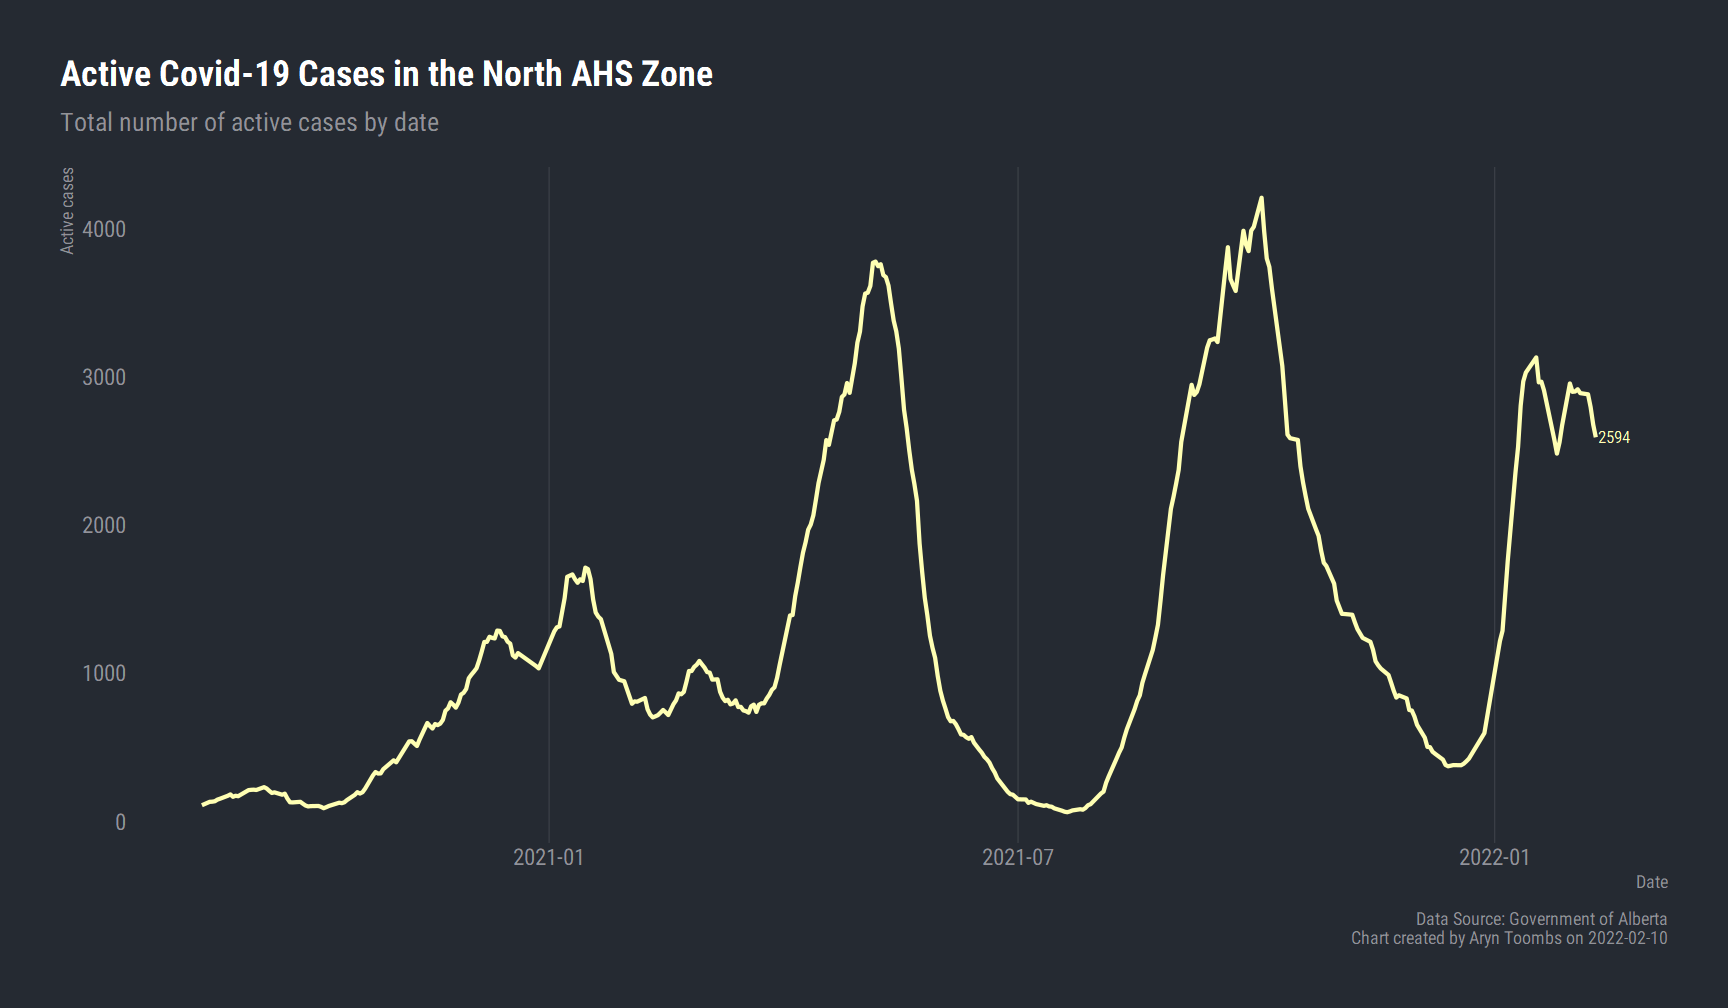 Active Covid-19 Cases in the North AHS Zone
Total number of active cases by date
Active cases
4000
3000
2000
1000
0
2594
2021-01
2021-07
2022-01
Date
Data Source: Government of Alberta
Chart created by Aryn Toombs on 2022-02-10